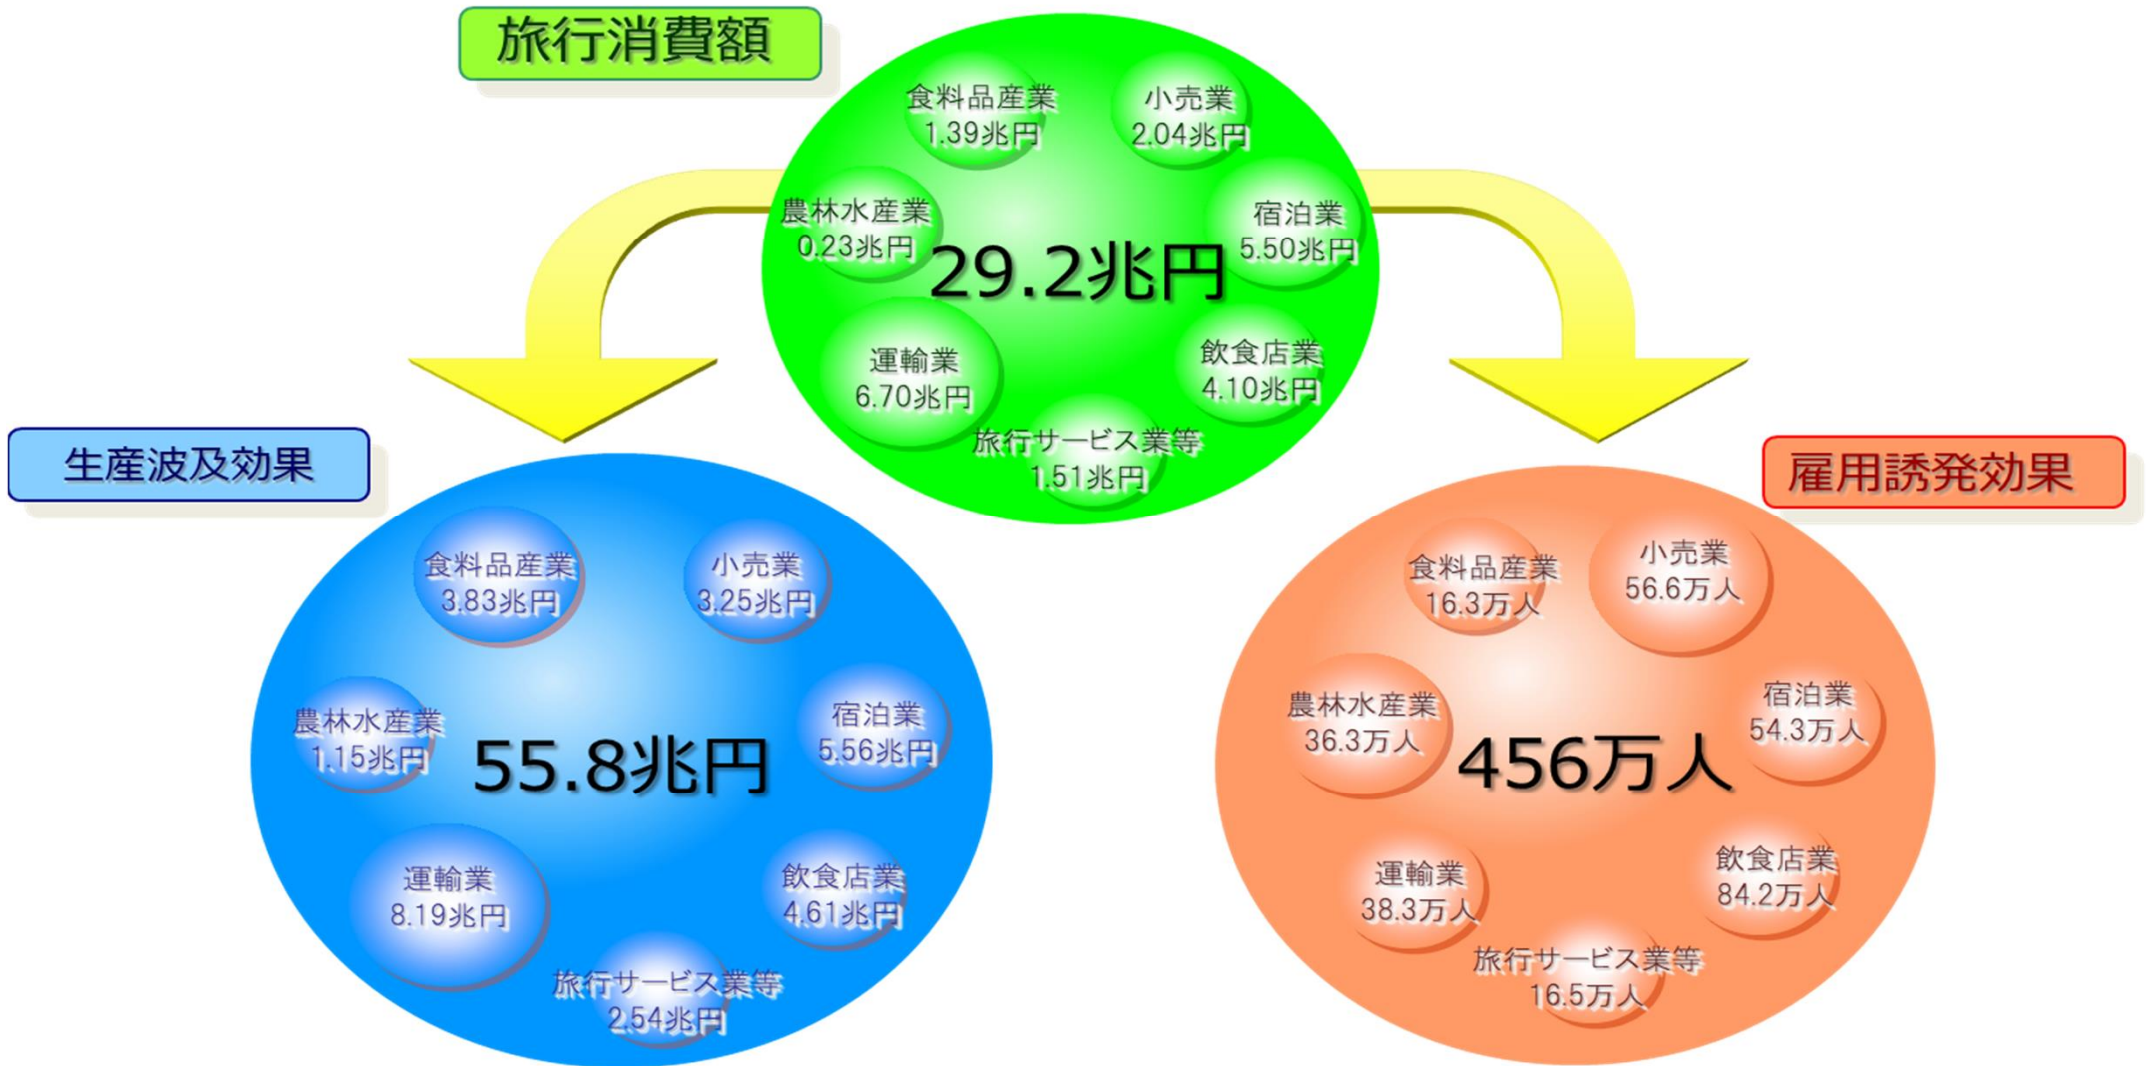 旅行消費額
食料品産業
1.39兆円
小売業
2.04兆円
農林水産業
0.23兆円
宿泊業
5.50兆円
29.2兆円
運輸業
6.70兆円
飲食店業
4.10兆円
旅行サービス業等
1.51兆円
生産波及効果
食料品産業
3.83兆円
小売業
3.25兆円
農林水産業
1.15兆円
宿泊業
5.56兆円
55.8兆円
運輸業
8.19兆円
飲食店業
4.61兆円
旅行サービス業等
2.54兆円
雇用誘発効果
食料品産業
16.3万人
小売業
56.6万人
農林水産業
36.3万人
宿泊業
54.3万人
456万人
運輸業
38.3万人
飲食店業
84.2万人
旅行サービス業等
16.5万人